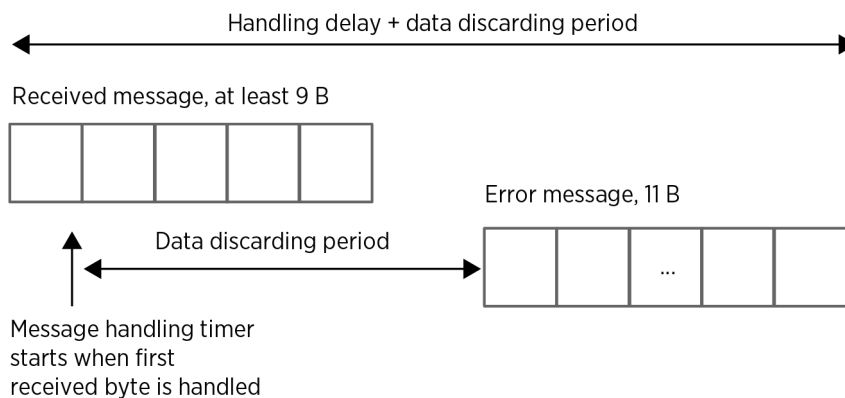 Handling delay + data discarding period
Received message, at least 9 B
Error message, 11 B
Data discarding period
...
Message handling timer
starts when first
received byte is handled